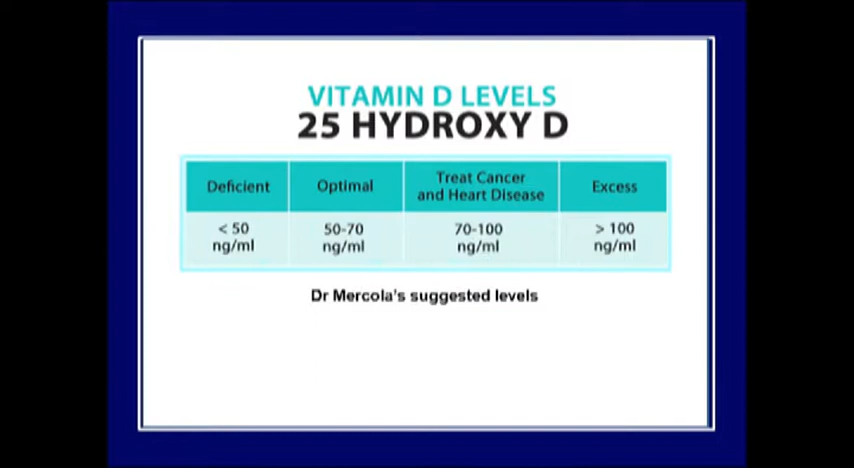 VITAMIN D LEVELS
25 HYDROXY D
Deficient
Optimal
Treat Cancer
and Heart Disease
Excess
< 50
ng/ml
50-70
ng/ml
70-100
ng/ml
> 100
ng/ml
Dr Mercola's suggested levels